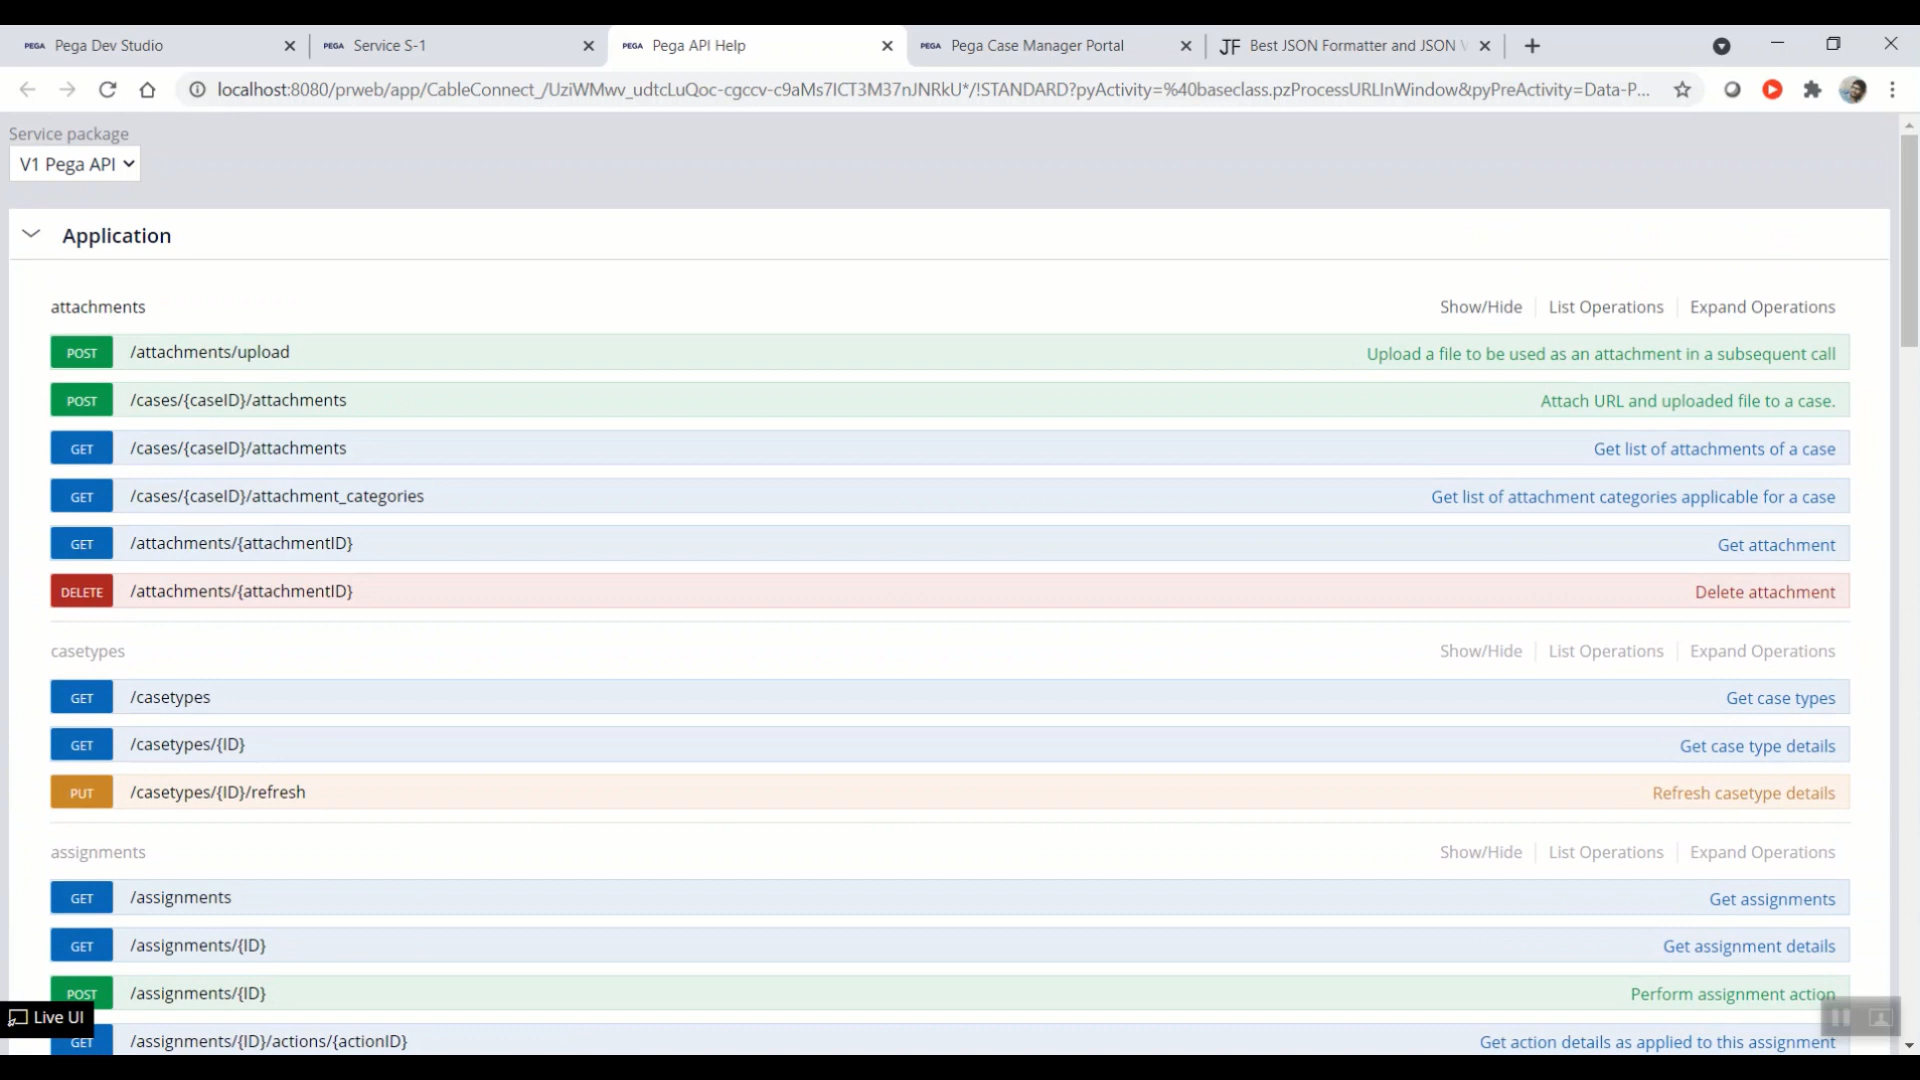 PEGA Pega Dev Studio
PEGA Service S-1
PEGA Pega API Help
PEGA Pega Case Manager Portal
JF Best JSON Formatter and JSON V
localhost:8080/prweb/app/CableConnect_/UziWMwv_udtcLuQoc-cgccv-c9aMs7ICT3M37nJNRkU*/!STANDARD?pyActivity=%40baseclass.pzProcessURLInWindow&pyPreActivity=Data-P...
Service package
V1 Pega API
Application
attachments Show/Hide List Operations Expand Operations
POST /attachments/upload Upload a file to be used as an attachment in a subsequent call
POST /cases/{caseID}/attachments Attach URL and uploaded file to a case.
GET /cases/{caseID}/attachments Get list of attachments of a case
GET /cases/{caseID}/attachment_categories Get list of attachment categories applicable for a case
GET /attachments/{attachmentID} Get attachment
DELETE /attachments/{attachmentID} Delete attachment
casetypes Show/Hide List Operations Expand Operations
GET /casetypes Get case types
GET /casetypes/{ID} Get case type details
PUT /casetypes/{ID}/refresh Refresh casetype details
assignments Show/Hide List Operations Expand Operations
GET /assignments Get assignments
GET /assignments/{ID} Get assignment details
POST /assignments/{ID} Perform assignment action
Live UI
GET /assignments/{ID}/actions/{actionID} Get action details as applied to this assignment